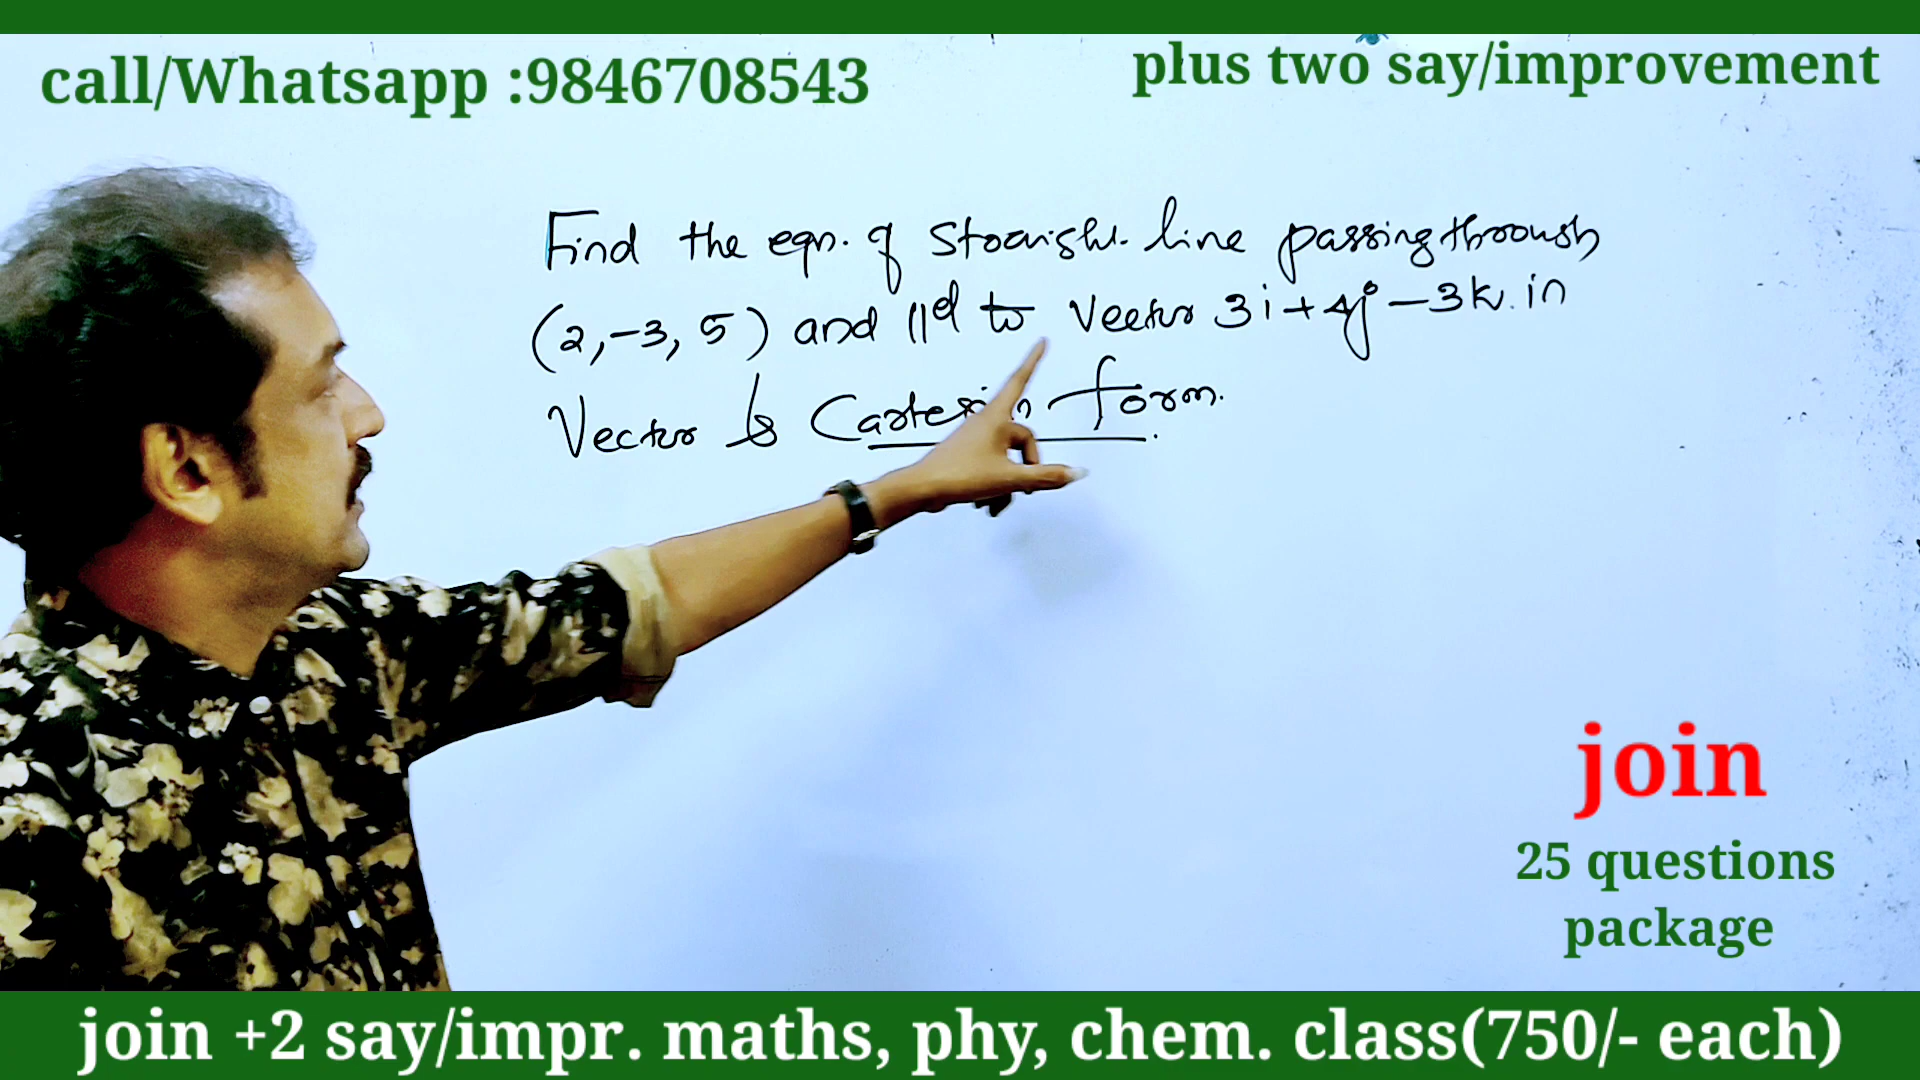 call/Whatsapp :9846708543
plus two say/improvement
Find the eqn. of Straight line passing through
(2,-3, 5) and ||el to Vector 3i+4j-3k. in
Vector & Cartesian form.
join
25 questions
package
join +2 say/impr. maths, phy, chem. class(750/- each)